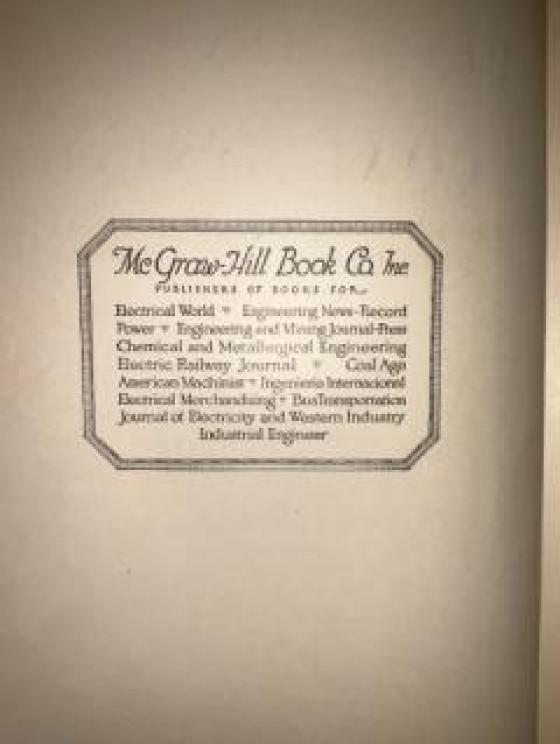 McGraw-Hill Book Co. Inc
PUBLISHERS OF BOOKS FOR
Electrical World Engineering News-Record
Power Engineering and Mining Journal-Press
Chemical and Metallurgical Engineering
Electric Railway Journal Coal Age
American Machinist Ingenieria Internacional
Electrical Merchandising Bus Transportation
Journal of Electricity and Western Industry
Industrial Engineer